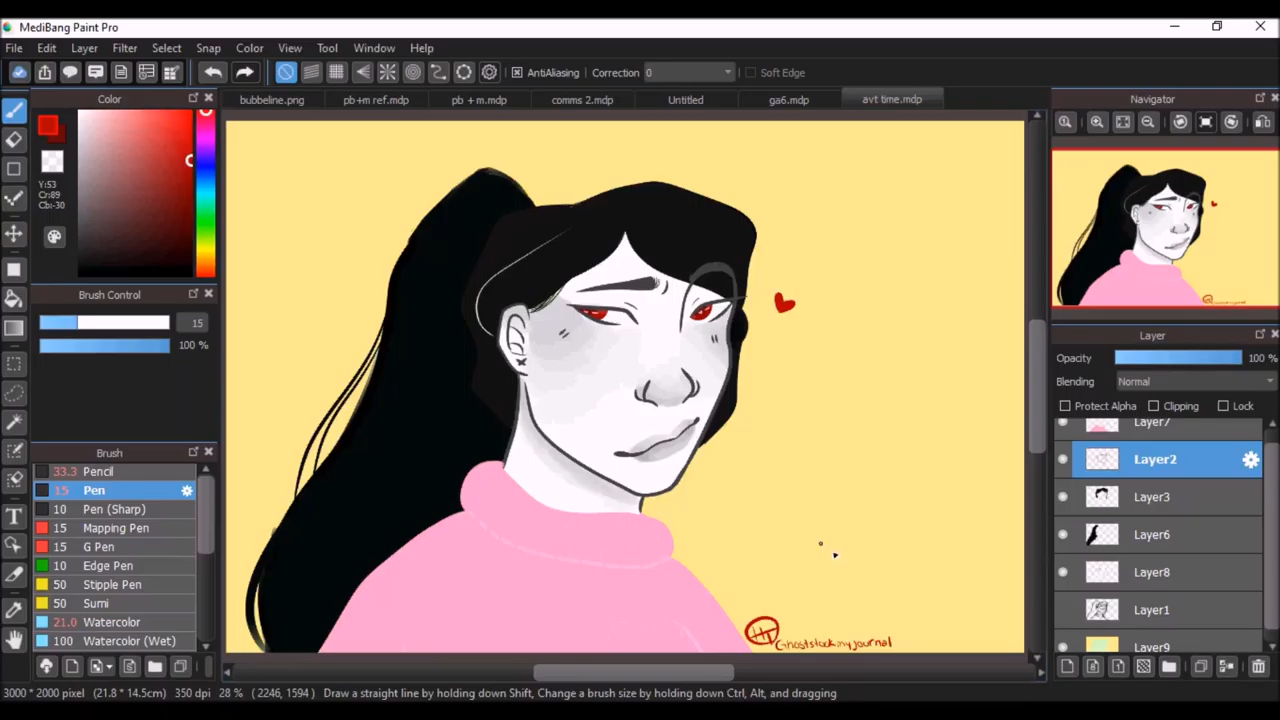 MediBang Paint Pro
File Edit Layer Filter Select Snap Color View Tool Window Help
AntiAliasing Correction 0 Soft Edge
Color
bubbeline.png pb+m ref.mdp pb + m.mdp comms 2.mdp Untitled ga6.mdp avt time.mdp
Navigator
Y:53
Cr:89
Cb:-30
Brush Control
15
100 %
Layer
Opacity 100 %
Blending Normal
Protect Alpha Clipping Lock
Layer7
Layer2
Layer3
Layer6
Layer8
Layer1
Layer9
Brush
33.3 Pencil
15 Pen
10 Pen (Sharp)
15 Mapping Pen
15 G Pen
10 Edge Pen
50 Stipple Pen
50 Sumi
21.0 Watercolor
100 Watercolor (Wet)
HT
3000 * 2000 pixel (21.8 * 14.5cm) 350 dpi 28 % (2246, 1594) Draw a straight line by holding down Shift, Change a brush size by holding down Ctrl, Alt, and dragging